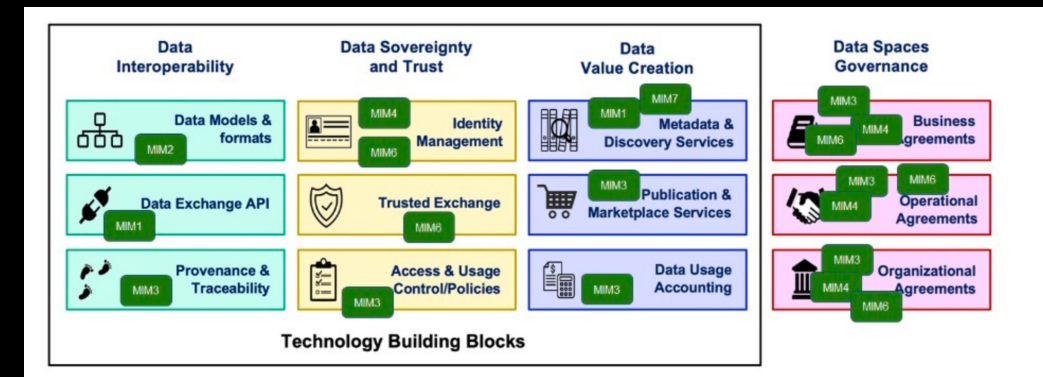 Data
Interoperability
Data Sovereignty
and Trust
Data
Value Creation
Data Spaces
Governance
Data Models &
formats
MIM2
MIM4
Identity
Management
MIM6
MIM7
MIM1
Metadata &
Discovery Services
MIM3
Business
MIM4
MIM6
greements
Data Exchange API
MIM1
Trusted Exchange
MIM6
MIM3
Publication &
Marketplace Services
MIM3
MIM6
Operational
MIM4
Agreements
Provenance &
Traceability
MIM3
Access & Usage
Control/Policies
MIM3
Data Usage
Accounting
MIM3
MIM3
Organizational
MIM4
Agreements
MIM6
Technology Building Blocks